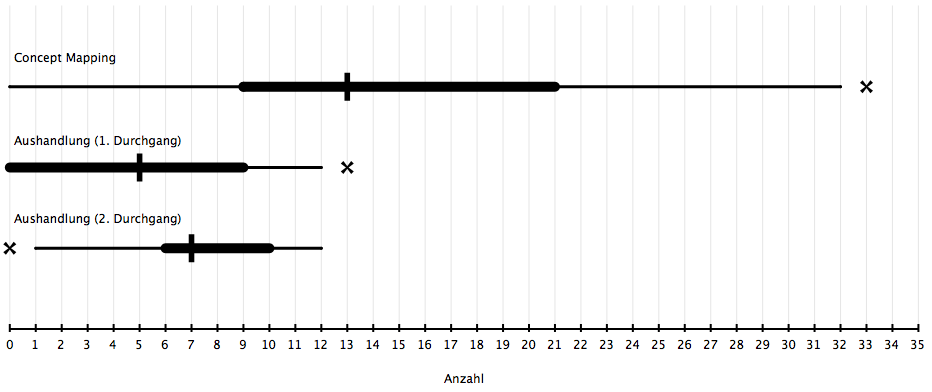 Concept Mapping
Aushandlung (1. Durchgang)
Aushandlung (2. Durchgang)
0 1 2 3 4 5 6 7 8 9 10 11 12 13 14 15 16 17 18 19 20 21 22 23 24 25 26 27 28 29 30 31 32 33 34 35
Anzahl